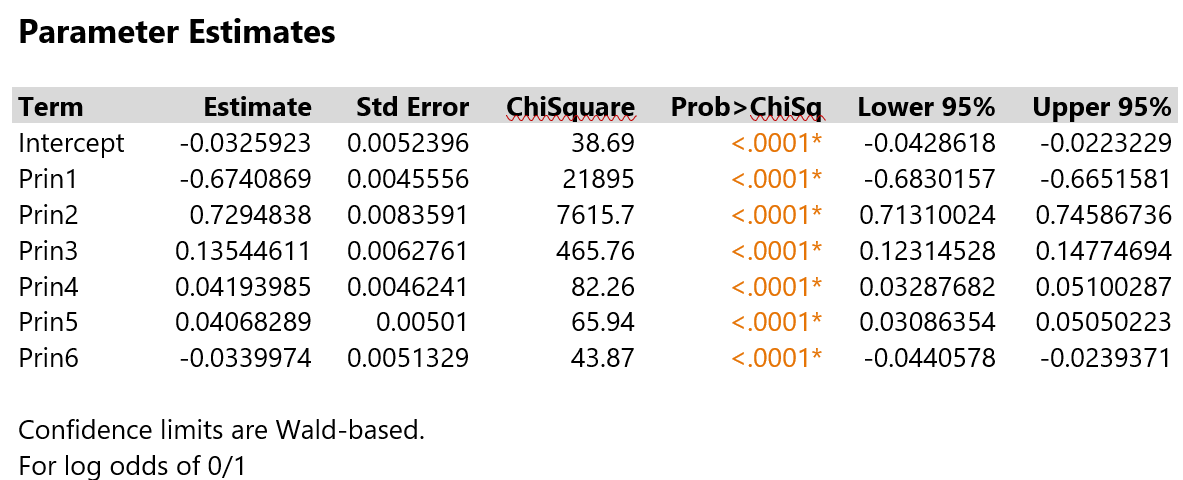 Parameter Estimates
Term Estimate Std Error ChiSquare Prob>ChiSq Lower 95% Upper 95%
Intercept -0.0325923 0.0052396 38.69 <.0001* -0.0428618 -0.0223229
Prin1 -0.6740869 0.0045556 21895 <.0001* -0.6830157 -0.6651581
Prin2 0.7294838 0.0083591 7615.7 <.0001* 0.71310024 0.74586736
Prin3 0.13544611 0.0062761 465.76 <.0001* 0.12314528 0.14774694
Prin4 0.04193985 0.0046241 82.26 <.0001* 0.03287682 0.05100287
Prin5 0.04068289 0.00501 65.94 <.0001* 0.03086354 0.05050223
Prin6 -0.0339974 0.0051329 43.87 <.0001* -0.0440578 -0.0239371
Confidence limits are Wald-based.
For log odds of 0/1